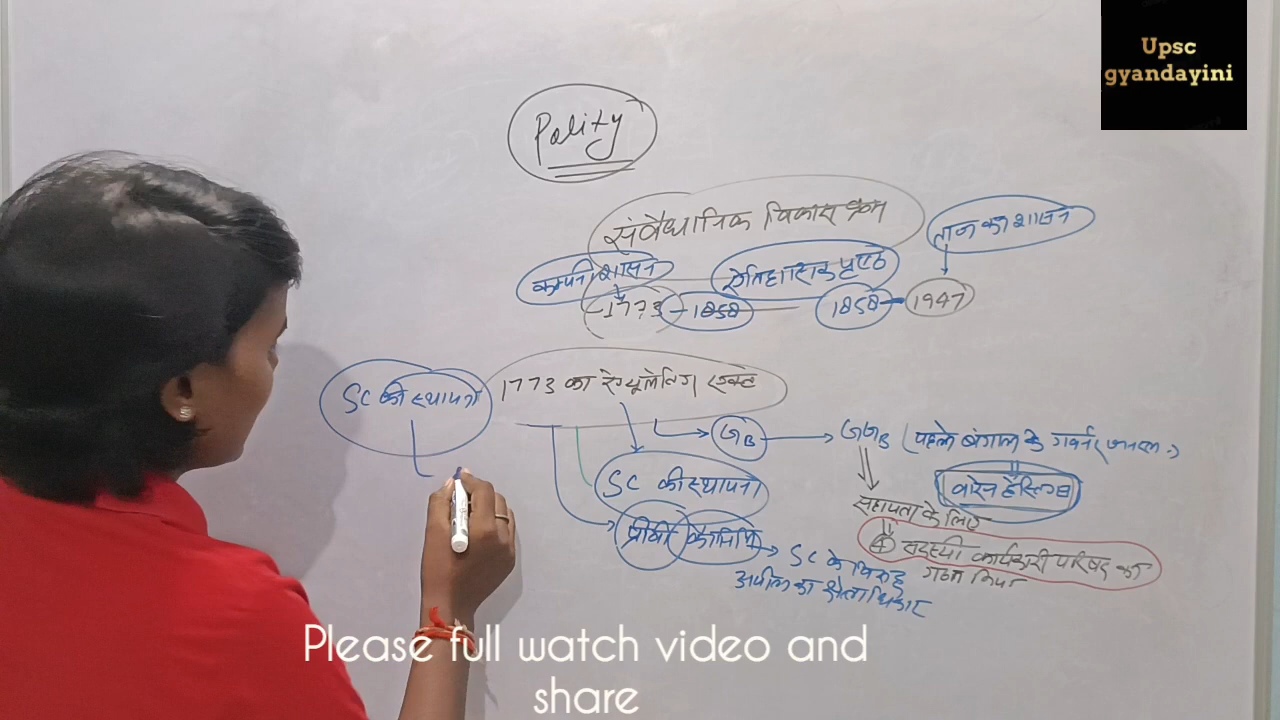 Upsc
gyandayini
Polity
संवैधानिक विकास क्रम
ताज का शासन
कम्पनी शासन
ऐतिहासिक पृष्ठ
1773 - 1858
1858 - 1947
SC की स्थापना
1773 का रेग्यूलेटिंग एक्ट
GB
GGB (पहले बंगाल के गवर्नर जनरल)
SC की स्थापना
वारेन हेस्टिंग्स
सहायता के लिए
प्रीवी
4 सदस्यी कार्यकारी परिषद का
गठन किया
SC के विरुद्ध
अपील का क्षेत्राधिकार
Please full watch video and
share